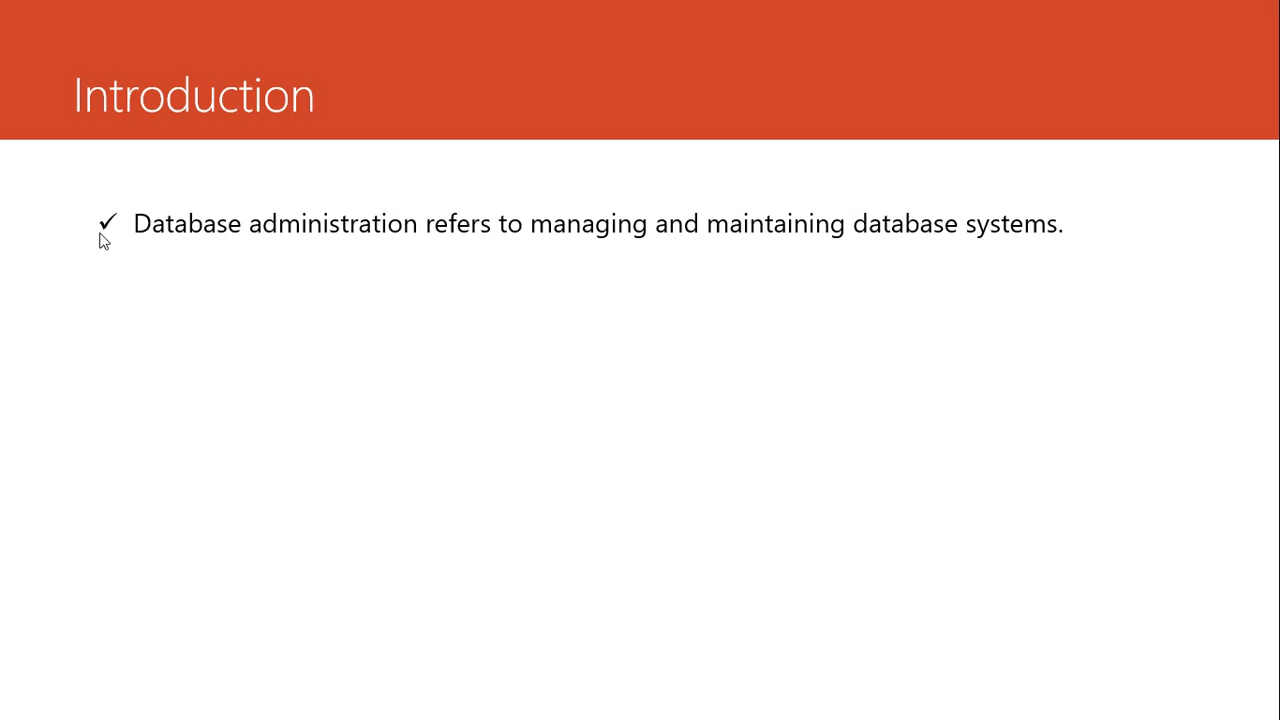 Introduction
✓ Database administration refers to managing and maintaining database systems.